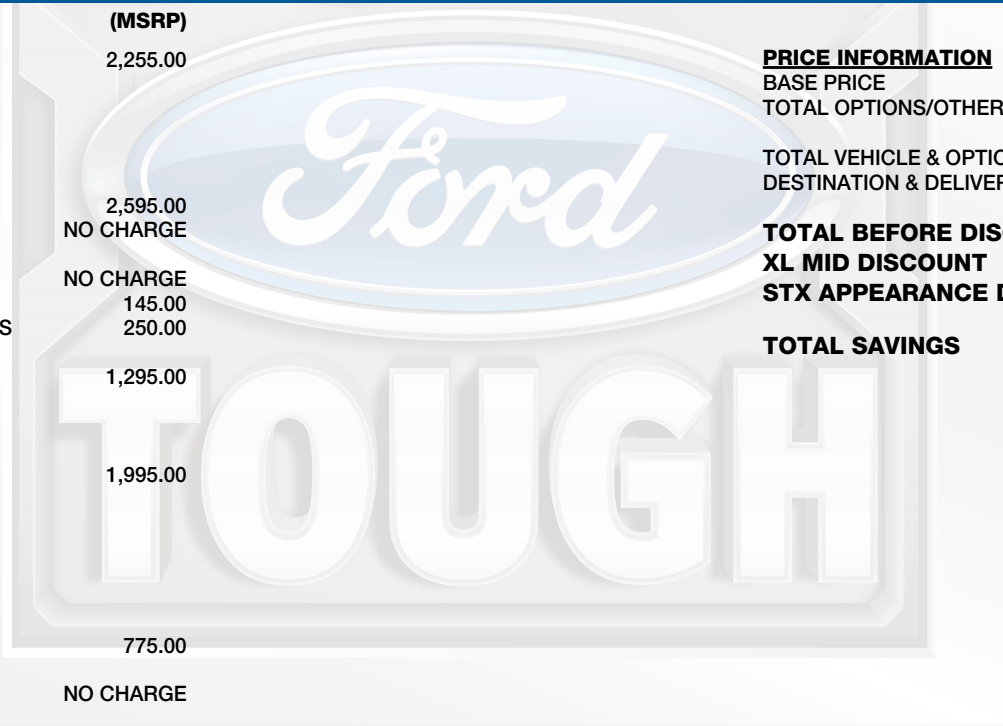 (MSRP)
2,255.00
2,595.00
NO CHARGE
NO CHARGE
145.00
S 250.00
1,295.00
1,995.00
775.00
NO CHARGE
PRICE INFORMATION
BASE PRICE
TOTAL OPTIONS/OTHER
TOTAL VEHICLE & OPTIO
DESTINATION & DELIVER
TOTAL BEFORE DIS
XL MID DISCOUNT
STX APPEARANCE D
TOTAL SAVINGS
Ford
TOUGH